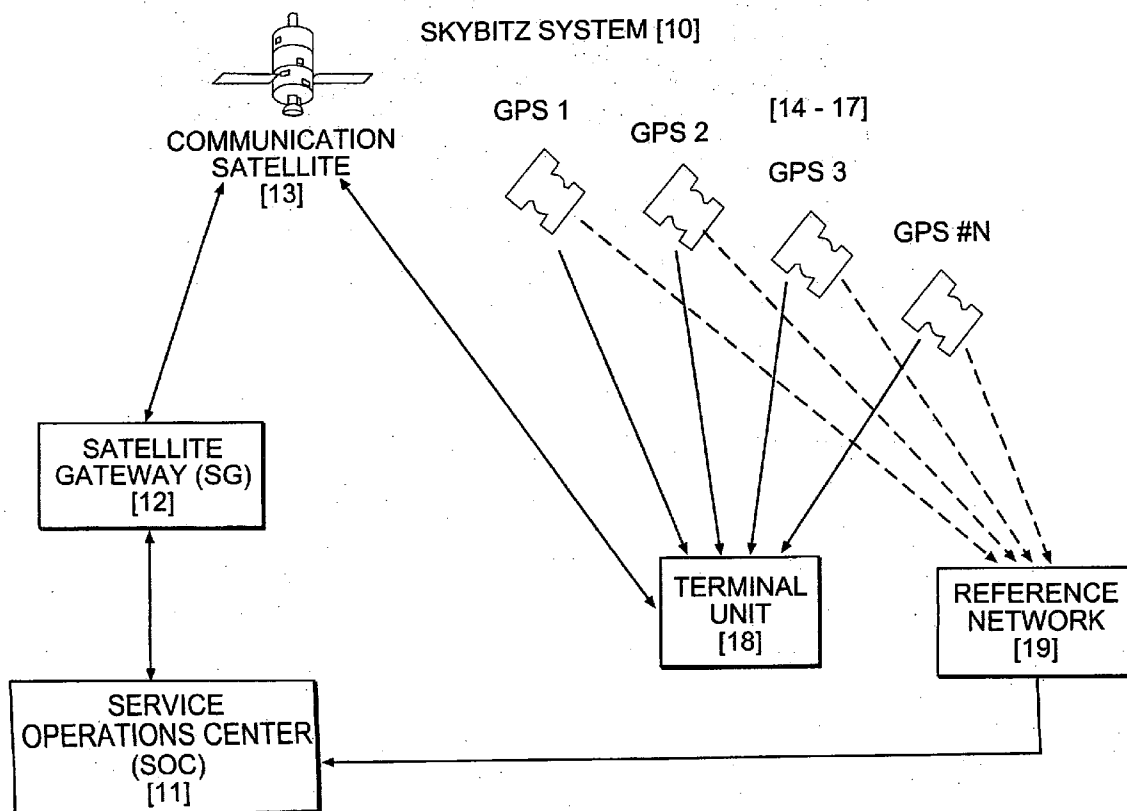 SKYBITZ SYSTEM [10]
COMMUNICATION
SATELLITE
[13]
GPS 1
GPS 2
[14 - 17]
GPS 3
GPS #N
SATELLITE
GATEWAY (SG)
[12]
TERMINAL
UNIT
[18]
REFERENCE
NETWORK
[19]
SERVICE
OPERATIONS CENTER
(SOC)
[11]